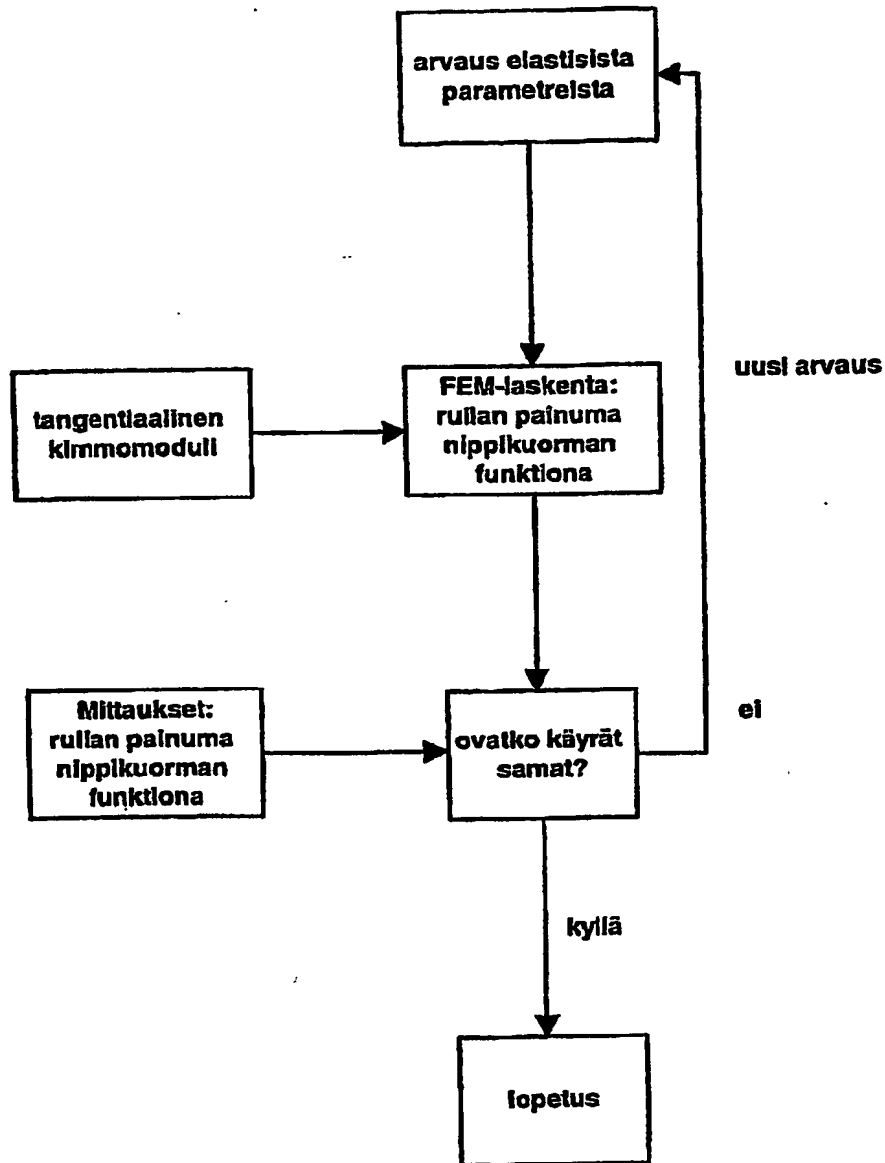 arvaus elastisista
parametreista
uusi arvaus
tangentiaalinen
kimmomoduli
FEM-laskenta:
rullan painuma
nippikuorman
funktiona
Mittaukset:
rullan painuma
nippikuorman
funktiona
ovatko käyrät
samat?
ei
kyllä
lopetus